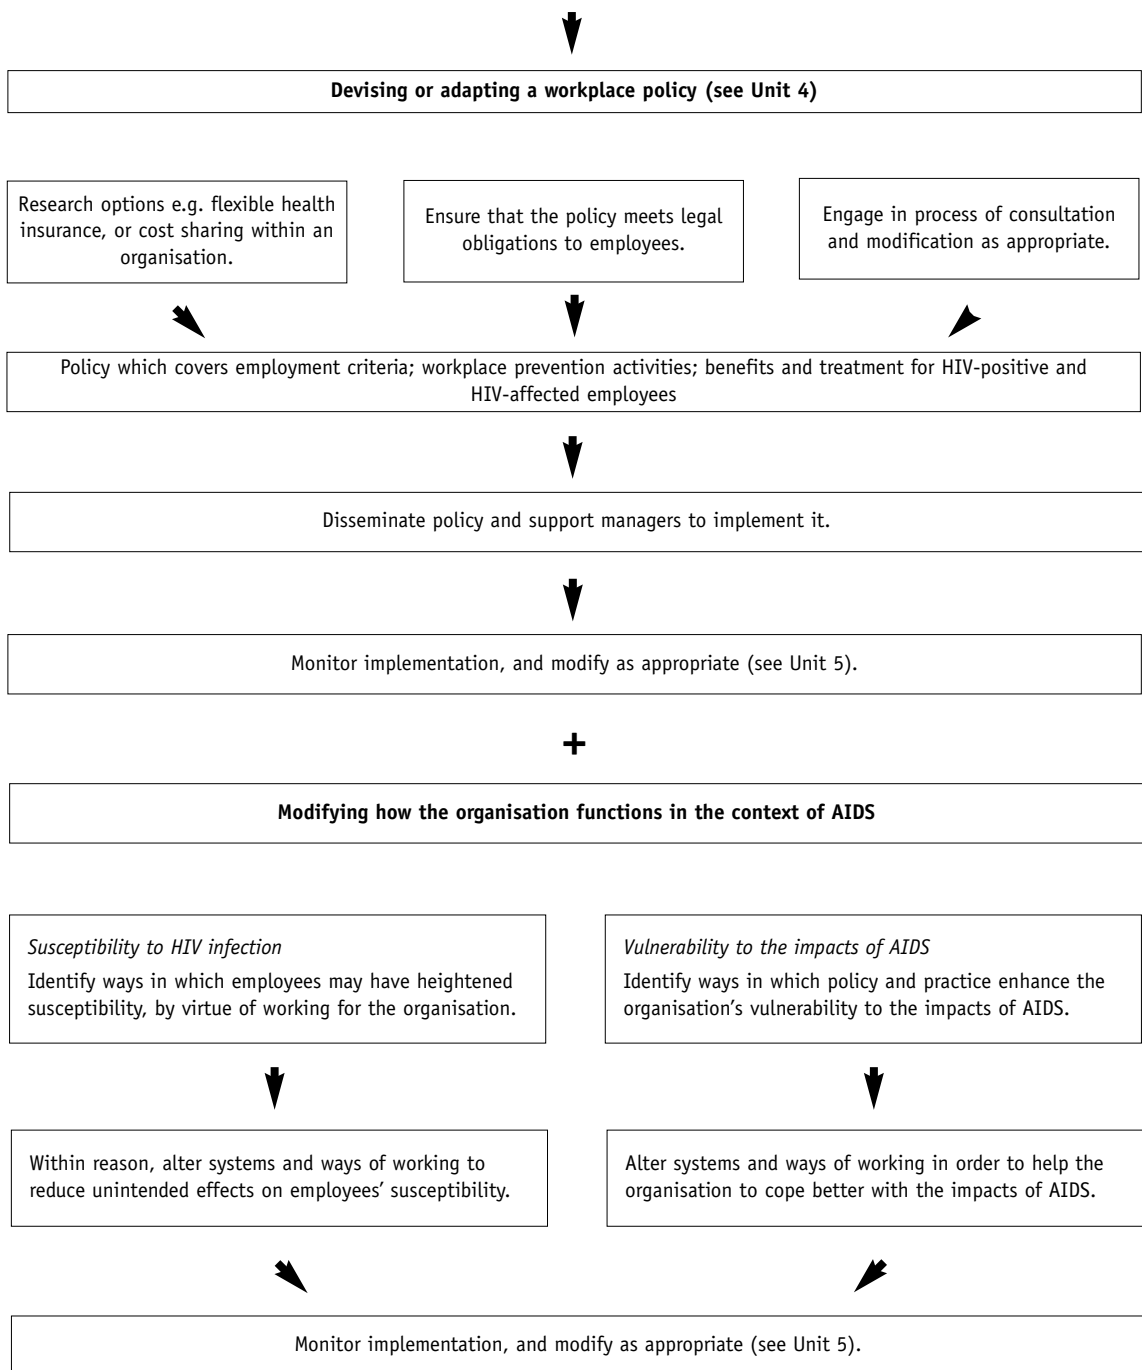 Devising or adapting a workplace policy (see Unit 4)
Research options e.g. flexible health
insurance, or cost sharing within an
organisation.
Ensure that the policy meets legal
obligations to employees.
Engage in process of consultation
and modification as appropriate.
Policy which covers employment criteria; workplace prevention activities; benefits and treatment for HIV-positive and
HIV-affected employees
Disseminate policy and support managers to implement it.
Monitor implementation, and modify as appropriate (see Unit 5).
+
Modifying how the organisation functions in the context of AIDS
Susceptibility to HIV infection
Identify ways in which employees may have heightened
susceptibility, by virtue of working for the organisation.
Vulnerability to the impacts of AIDS
Identify ways in which policy and practice enhance the
organisation’s vulnerability to the impacts of AIDS.
Within reason, alter systems and ways of working to
reduce unintended effects on employees’ susceptibility.
Alter systems and ways of working in order to help the
organisation to cope better with the impacts of AIDS.
Monitor implementation, and modify as appropriate (see Unit 5).